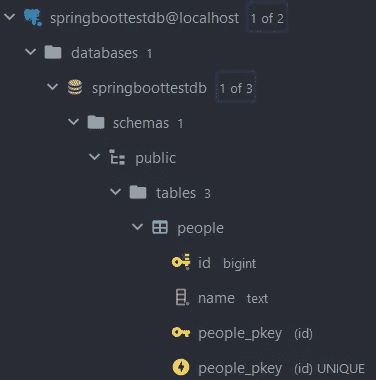 springboottestdb@localhost 1 of 2
databases 1
springboottestdb 1 of 3
schemas 1
public
tables 3
people
id bigint
name text
people_pkey (id)
people_pkey (id) UNIQUE